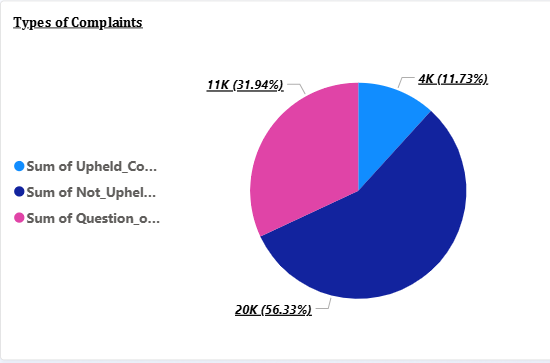 Types of Complaints
11K (31.94%)
4K (11.73%)
Sum of Upheld_Co...
Sum of Not_Uphel...
Sum of Question_o...
20K (56.33%)